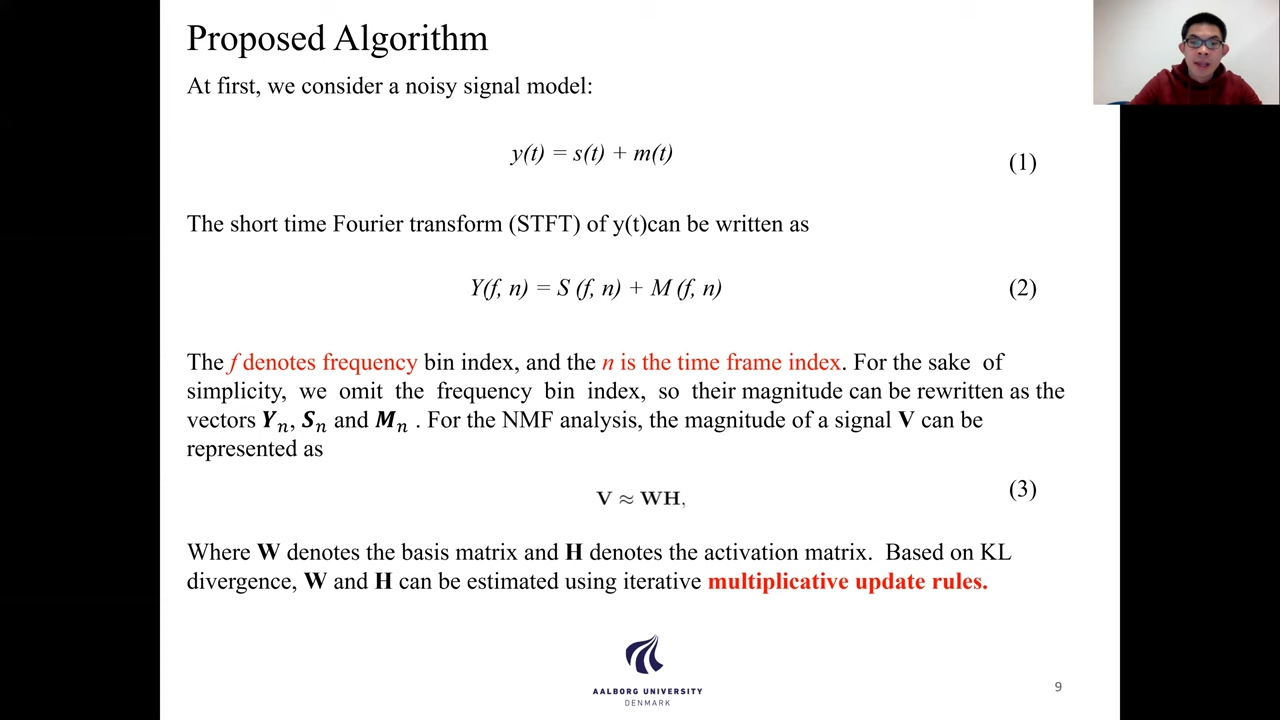 Proposed Algorithm
At first, we consider a noisy signal model:
y(t) = s(t) + m(t)
(1)
The short time Fourier transform (STFT) of y(t)can be written as
Y(f, n) = S (f, n) + M (f, n)
(2)
The f denotes frequency bin index, and the n is the time frame index. For the sake of
simplicity, we omit the frequency bin index, so their magnitude can be rewritten as the
vectors Yₙ, Sₙ and Mₙ . For the NMF analysis, the magnitude of a signal V can be
represented as
V ≈ WH,
(3)
Where W denotes the basis matrix and H denotes the activation matrix. Based on KL
divergence, W and H can be estimated using iterative multiplicative update rules.
AALBORG UNIVERSITY
DENMARK
9